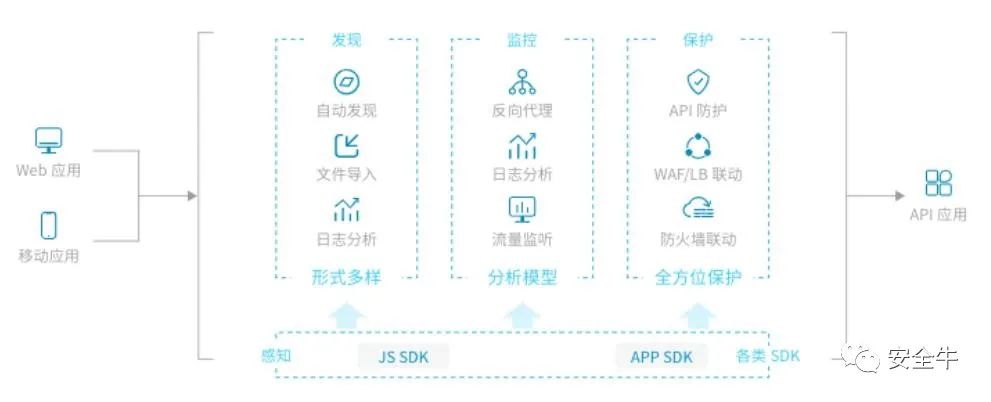 发现
自动发现
文件导入
日志分析
形式多样
监控
反向代理
日志分析
流量监听
分析模型
保护
API 防护
WAF/LB 联动
防火墙联动
全方位保护
Web 应用
移动应用
API 应用
感知
JS SDK
APP SDK
各类 SDK
安全牛